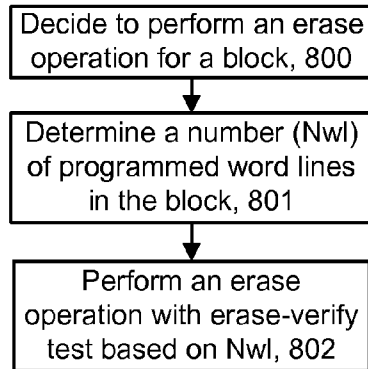 Decide to perform an erase
operation for a block, 800
Determine a number (Nwl)
of programmed word lines
in the block, 801
Perform an erase
operation with erase-verify
test based on Nwl, 802